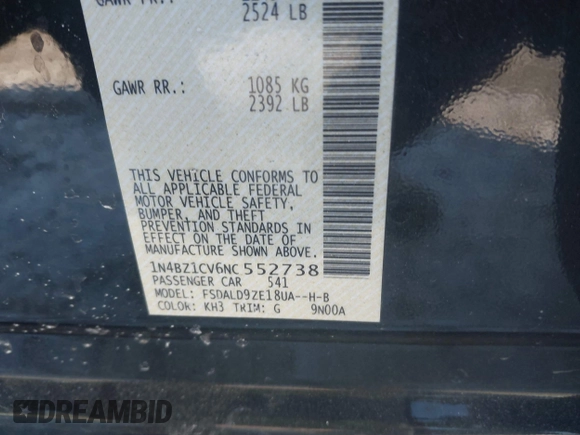 2524 LB
GAWR RR.: 1085 KG
2392 LB
THIS VEHICLE CONFORMS TO
ALL APPLICABLE FEDERAL
MOTOR VEHICLE SAFETY,
BUMPER, AND THEFT
PREVENTION STANDARDS IN
EFFECT ON THE DATE OF
MANUFACTURE SHOWN ABOVE.
1N4BZ1CV6NC552738
PASSENGER CAR 541
MODEL: FSDALD9ZE18UA--H-B
COLOR: KH3 TRIM: G 9N00A
DREAMBID